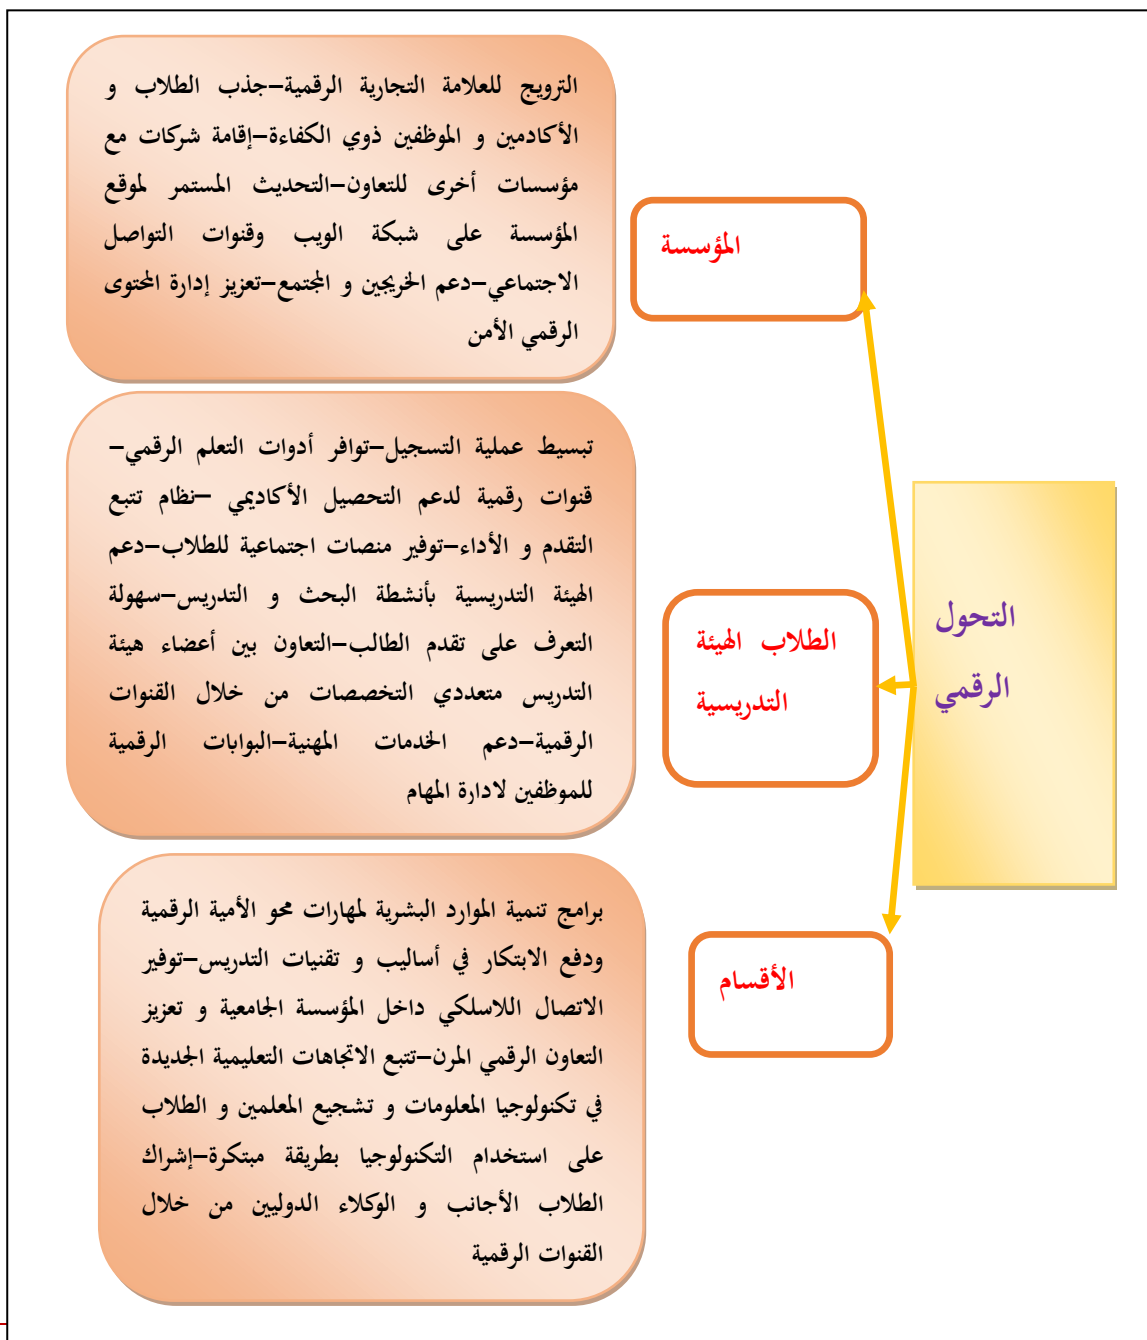 التحول
الرقمي
المؤسسة
الترويج للعلامة التجارية الرقمية–جذب الطلاب و
الأكادمين و الموظفين ذوي الكفاءة–إقامة شركات مع
مؤسسات أخرى للتعاون–التحديث المستمر لموقع
المؤسسة على شبكة الويب وقنوات التواصل
الاجتماعي–دعم الخريجين و المجتمع–تعزيز إدارة المحتوى
الرقمي الأمن
الطلاب الهيئة
التدريسية
تبسيط عملية التسجيل–توافر أدوات التعلم الرقمي–
قنوات رقمية لدعم التحصيل الأكاديمي –نظام تتبع
التقدم و الأداء–توفير منصات اجتماعية للطلاب–دعم
الهيئة التدريسية بأنشطة البحث و التدريس–سهولة
التعرف على تقدم الطالب–التعاون بين أعضاء هيئة
التدريس متعددي التخصصات من خلال القنوات
الرقمية–دعم الخدمات المهنية–البوابات الرقمية
للموظفين لادارة المهام
الأقسام
برامج تنمية الموارد البشرية لمهارات محو الأمية الرقمية
ودفع الابتكار في أساليب و تقنيات التدريس–توفير
الاتصال اللاسلكي داخل المؤسسة الجامعية و تعزيز
التعاون الرقمي المرن–تتبع الاتجاهات التعليمية الجديدة
في تكنولوجيا المعلومات و تشجيع المعلمين و الطلاب
على استخدام التكنولوجيا بطريقة مبتكرة–إشراك
الطلاب الأجانب و الوكلاء الدوليين من خلال
القنوات الرقمية